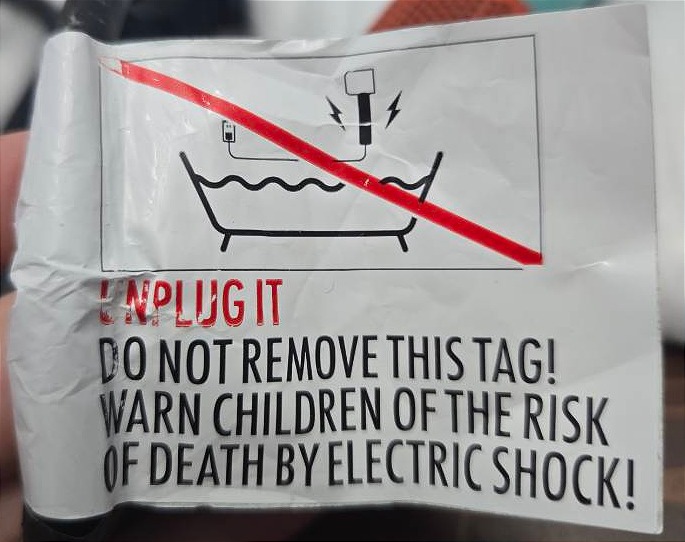 UNPLUG IT
DO NOT REMOVE THIS TAG!
WARN CHILDREN OF THE RISK
OF DEATH BY ELECTRIC SHOCK!